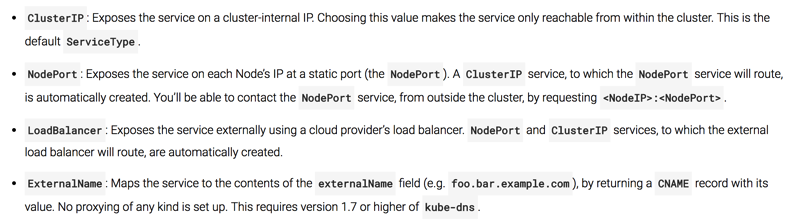 • ClusterIP : Exposes the service on a cluster-internal IP. Choosing this value makes the service only reachable from within the cluster. This is the
default ServiceType .
• NodePort : Exposes the service on each Node’s IP at a static port (the NodePort ). A ClusterIP service, to which the NodePort service will route,
is automatically created. You’ll be able to contact the NodePort service, from outside the cluster, by requesting <NodeIP>:<NodePort> .
• LoadBalancer : Exposes the service externally using a cloud provider’s load balancer. NodePort and ClusterIP services, to which the external
load balancer will route, are automatically created.
• ExternalName : Maps the service to the contents of the externalName field (e.g. foo.bar.example.com ), by returning a CNAME record with its
value. No proxying of any kind is set up. This requires version 1.7 or higher of kube-dns .